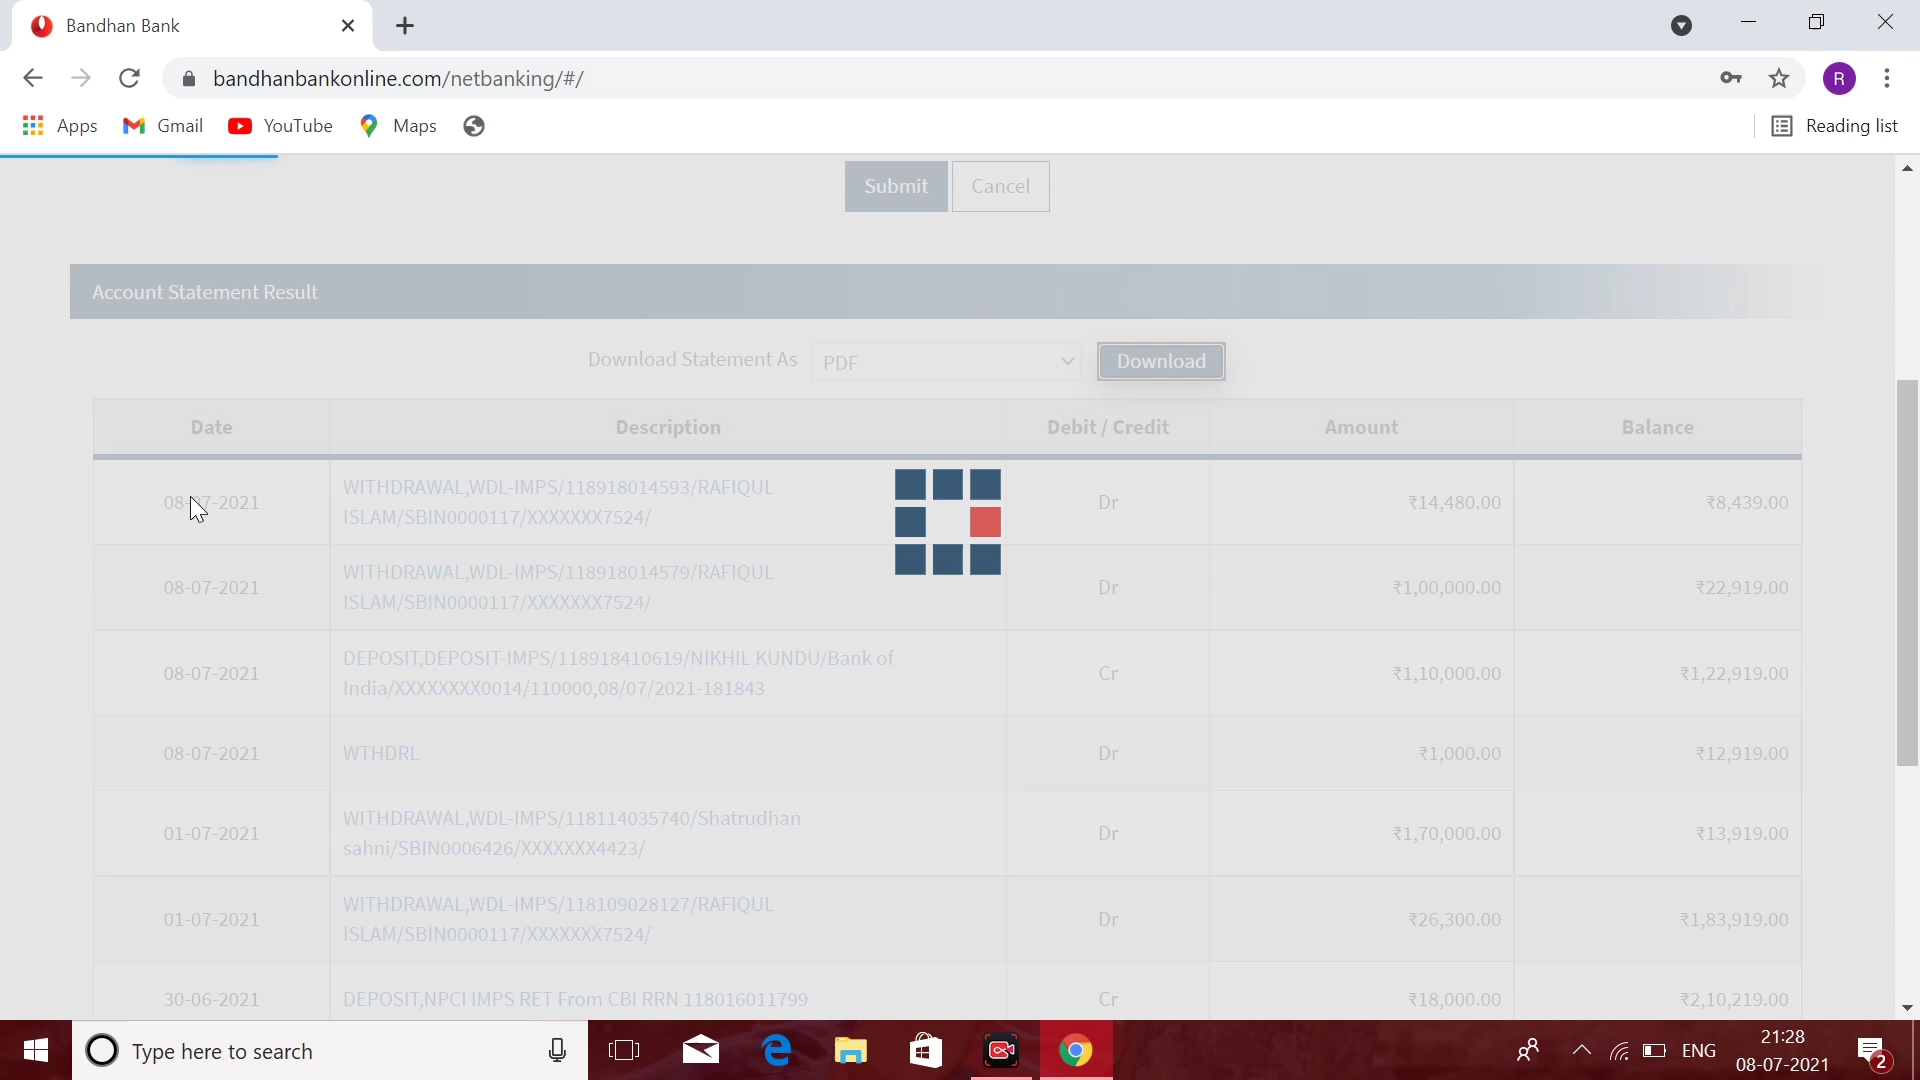 Bandhan Bank
bandhanbankonline.com/netbanking/#/
R
Apps Gmail YouTube Maps Reading list
Submit Cancel
Account Statement Result
Download Statement As PDF Download
Date Description Debit / Credit Amount Balance
08-07-2021 WITHDRAWAL,WDL-IMPS/118918014593/RAFIQUL
ISLAM/SBIN0000117/XXXXXXX7524/ Dr ₹14,480.00 ₹8,439.00
08-07-2021 WITHDRAWAL,WDL-IMPS/118918014579/RAFIQUL
ISLAM/SBIN0000117/XXXXXXX7524/ Dr ₹1,00,000.00 ₹22,919.00
08-07-2021 DEPOSIT,DEPOSIT-IMPS/118918410619/NIKHIL KUNDU/Bank of
India/XXXXXXXX0014/110000,08/07/2021-181843 Cr ₹1,10,000.00 ₹1,22,919.00
08-07-2021 WTHDRL Dr ₹1,000.00 ₹12,919.00
01-07-2021 WITHDRAWAL,WDL-IMPS/118114035740/Shatrudhan
sahni/SBIN0006426/XXXXXXX4423/ Dr ₹1,70,000.00 ₹13,919.00
01-07-2021 WITHDRAWAL,WDL-IMPS/118109028127/RAFIQUL
ISLAM/SBIN0000117/XXXXXXX7524/ Dr ₹26,300.00 ₹1,83,919.00
30-06-2021 DEPOSIT,NPCI IMPS RET From CBI RRN 118016011799 Cr ₹18,000.00 ₹2,10,219.00
Type here to search
ENG
21:28
08-07-2021
2